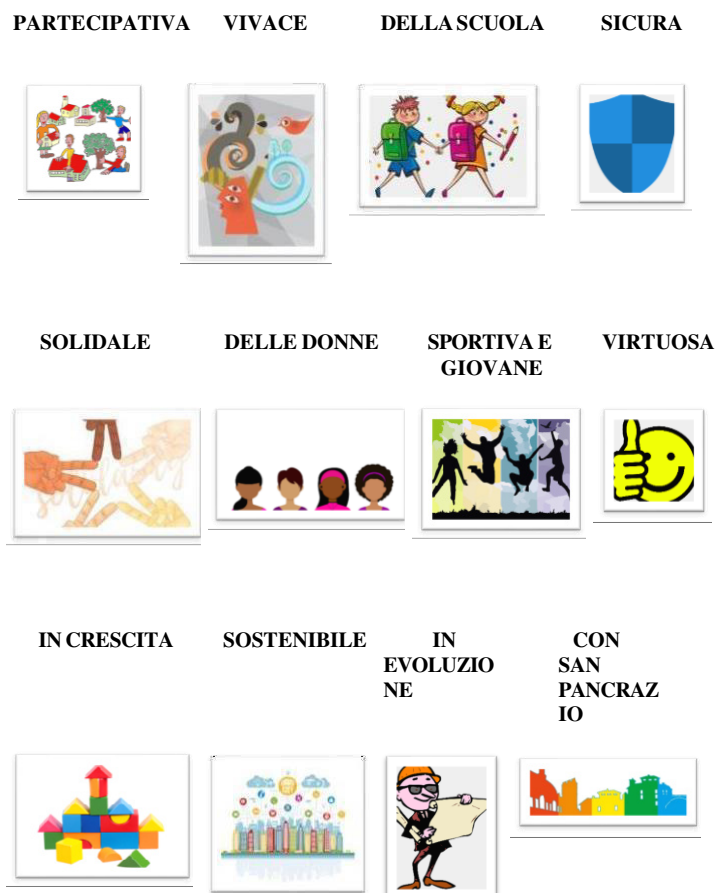 PARTECIPATIVA VIVACE DELLA SCUOLA SICURA
SOLIDALE DELLE DONNE SPORTIVA E GIOVANE VIRTUOSA
IN CRESCITA SOSTENIBILE IN EVOLUZIO NE CON SAN PANCRAZ IO